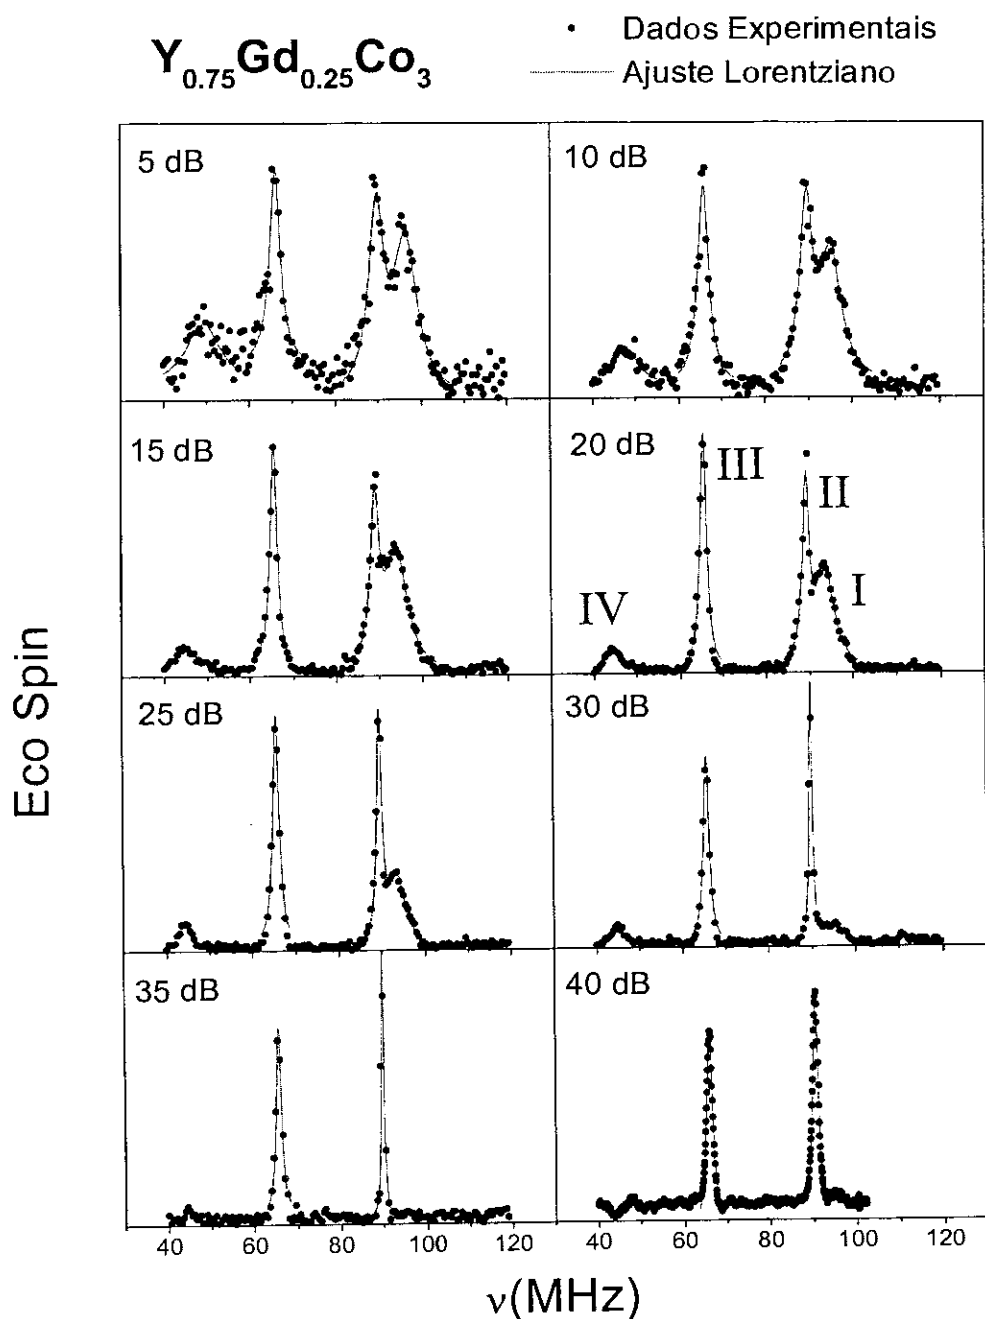 Y0.75Gd0.25Co3
Dados Experimentais
Ajuste Lorentziano
5 dB
10 dB
15 dB
20 dB
III
II
I
IV
25 dB
30 dB
35 dB
40 dB
Eco Spin
40 60 80 100 120
40 60 80 100 120
ν(MHz)